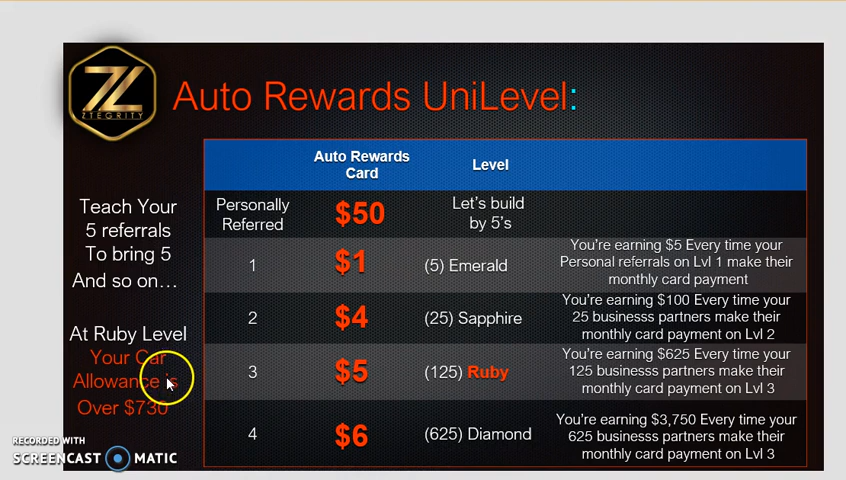 ZTEGRITY
Auto Rewards UniLevel:
Auto Rewards
Card
Level
Teach Your
5 referrals
To bring 5
And so on...
At Ruby Level
Your Car
Allowance is
Over $730
Personally
Referred
$50
Let's build
by 5's
1
$1
(5) Emerald
You're earning $5 Every time your
Personal referrals on Lvl 1 make their
monthly card payment
2
$4
(25) Sapphire
You're earning $100 Every time your
25 businesss partners make their
monthly card payment on Lvl 2
3
$5
(125) Ruby
You're earning $625 Every time your
125 businesss partners make their
monthly card payment on Lvl 3
4
$6
(625) Diamond
You're earning $3,750 Every time your
625 businesss partners make their
monthly card payment on Lvl 3
RECORDED WITH
SCREENCAST MATIC